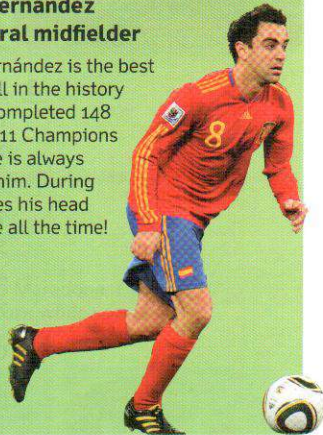 ernández
ral midfielder
rnández is the best
ll in the history
ompleted 148
11 Champions
e is always
him. During
es his head
e all the time!
8